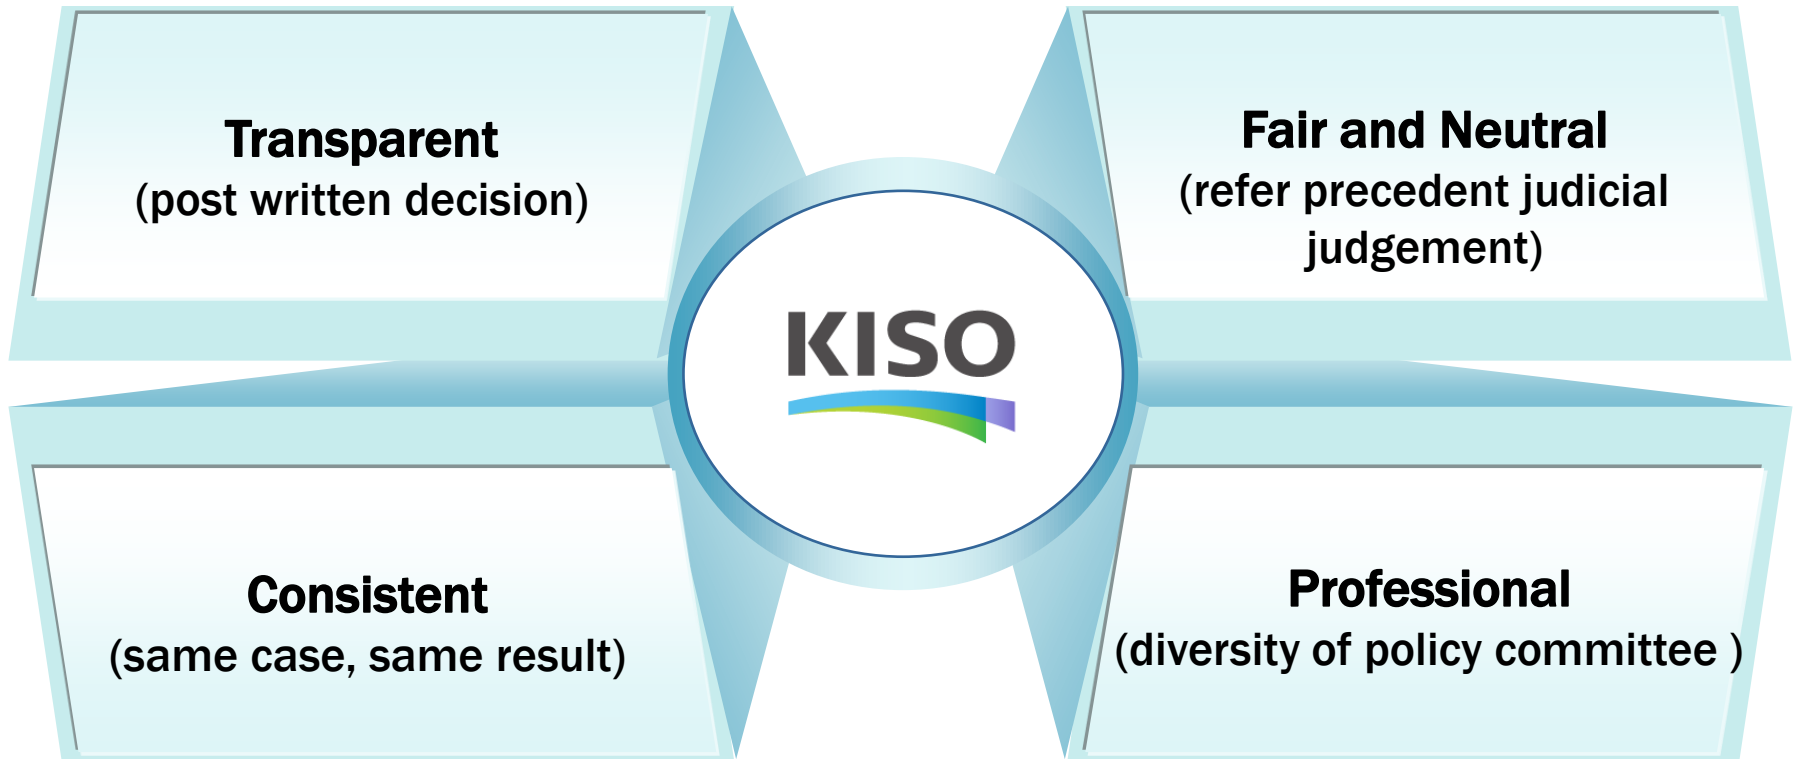 Transparent
(post written decision)
Fair and Neutral
(refer precedent judicial
judgement)
KISO
Consistent
(same case, same result)
Professional
(diversity of policy committee )